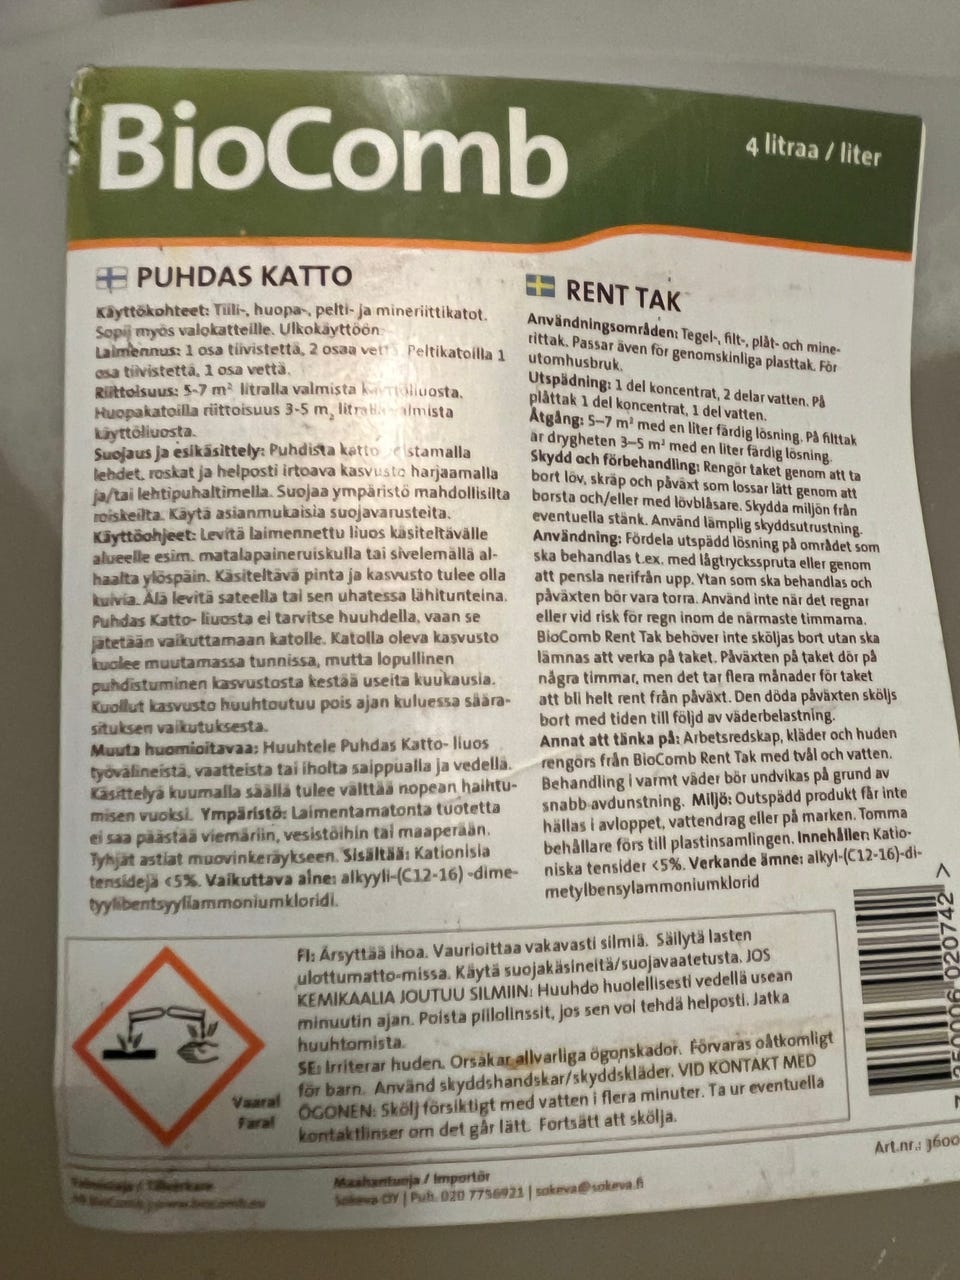 BioComb
4 litraa / liter
PUHDAS KATTO
Käyttökohteet: Tiili-, huopa-, pelti- ja mineriittikatot.
Sopii myös valokatteille. Ulkokäyttöön
Laimennus: 1 osa tiivistettä, 2 osaa vettä Peltikatoilla 1
osa tiivistettä, 1 osa vettä.
Riittoisuus: 5-7 m² litralla valmista käyttöliuosta.
Huopakatoilla riittoisuus 3-5 m² litralla valmista
käyttöliuosta.
Suojaus ja esikäsittely: Puhdista katto
lehdet, roskat ja helposti irtoava kasvusto harjaamalla
ja/tai lehtipuhaltimella. Suojaa ympäristö mahdollisilta
roiskeilta. Käytä asianmukaisia suojavarusteita.
Käyttöohjeet: Levitä laimennettu liuos käsiteltävälle
alueelle esim. matalapaineruiskulla tai sivelemällä al-
haalta ylöspäin. Käsiteltävä pinta ja kasvusto tulee olla
kuivia. Älä levitä sateella tai sen uhatessa lähitunteina.
Puhdas Katto- liuosta ei tarvitse huuhdella, vaan se
jätetään vaikuttamaan katolle. Katolla oleva kasvusto
kuolee muutamassa tunnissa, mutta lopullinen
puhdistuminen kasvustosta kestää useita kuukausia.
Kuollut kasvusto huuhtoutuu pois ajan kuluessa säära-
situksen vaikutuksesta.
Muuta huomioitavaa: Huuhtele Puhdas Katto- liuos
työvälineistä, vaatteista tai iholta saippualla ja vedellä.
Käsittelyä kuumalla säällä tulee välttää nopean haihtu-
misen vuoksi. Ympäristö: Laimentamatonta tuotetta
ei saa päästää viemäriin, vesistöihin tai maaperään.
Tyhjät astiat muovinkeräykseen. Sisältää: Kationisia
tensidejä <5%. Vaikuttava aine: alkyyli-(C12-16) -dime-
tyylibentsyyliammoniumkloridi.
RENT TAK
Användningsområden: Tegel-, filt-, plåt- och mine-
rittak. Passar även för genomskinliga plasttak. För
utomhusbruk.
Utspädning: 1 del koncentrat, 2 delar vatten. På
plåttak 1 del koncentrat, 1 del vatten.
Åtgång: 5–7 m² med en liter färdig lösning. På filttak
är drygheten 3–5 m² med en liter färdig lösning.
Skydd och förbehandling: Rengör taket genom att ta
bort löv, skräp och påväxt som lossar lätt genom att
borsta och/eller med lövblåsare. Skydda miljön från
eventuella stänk. Använd lämplig skyddsutrustning.
Användning: Fördela utspädd lösning på området som
ska behandlas t.ex. med lågtrycksspruta eller genom
att pensla nerifrån upp. Ytan som ska behandlas och
påväxten bör vara torra. Använd inte när det regnar
eller vid risk för regn inom de närmaste timmarna.
BioComb Rent Tak behöver inte sköljas bort utan ska
lämnas att verka på taket. Påväxten på taket dör på
några timmar, men det tar flera månader för taket
att bli helt rent från påväxt. Den döda påväxten sköljs
bort med tiden till följd av väderbelastning.
Annat att tänka på: Arbetsredskap, kläder och huden
rengörs från BioComb Rent Tak med tvål och vatten.
Behandling i varmt väder bör undvikas på grund av
snabb avdunstning. Miljö: Outspädd produkt får inte
hällas i avloppet, vattendrag eller på marken. Tomma
behållare förs till plastinsamlingen. Innehåller: Katio-
niska tensider <5%. Verkande ämne: alkyl-(C12-16)-di-
metylbensylammoniumklorid
FI: Ärsyttää ihoa. Vaurioittaa vakavasti silmiä. Säilytä lasten
ulottumatto-missa. Käytä suojakäsineitä/suojavaatetusta. JOS
KEMIKAALIA JOUTUU SILMIIN: Huuhdo huolellisesti vedellä usean
minuutin ajan. Poista piilolinssit, jos sen voi tehdä helposti. Jatka
huuhtomista.
SE: Irriterar huden. Orsakar allvarliga ögonskador. Förvaras oåtkomligt
för barn. Använd skyddshandskar/skyddskläder. VID KONTAKT MED
ÖGONEN: Skölj försiktigt med vatten i flera minuter. Ta ur eventuella
kontaktlinser om det går lätt. Fortsätt att skölja.
Vaara!
Fara!
020742 >
Art.nr.: 3600
Valmistaja / Tillverkare
BioComb | www.biocomb.eu
Maahantuoja / Importör
Sokeva OY | Puh. 020 7756921 | sokeva@sokeva.fi